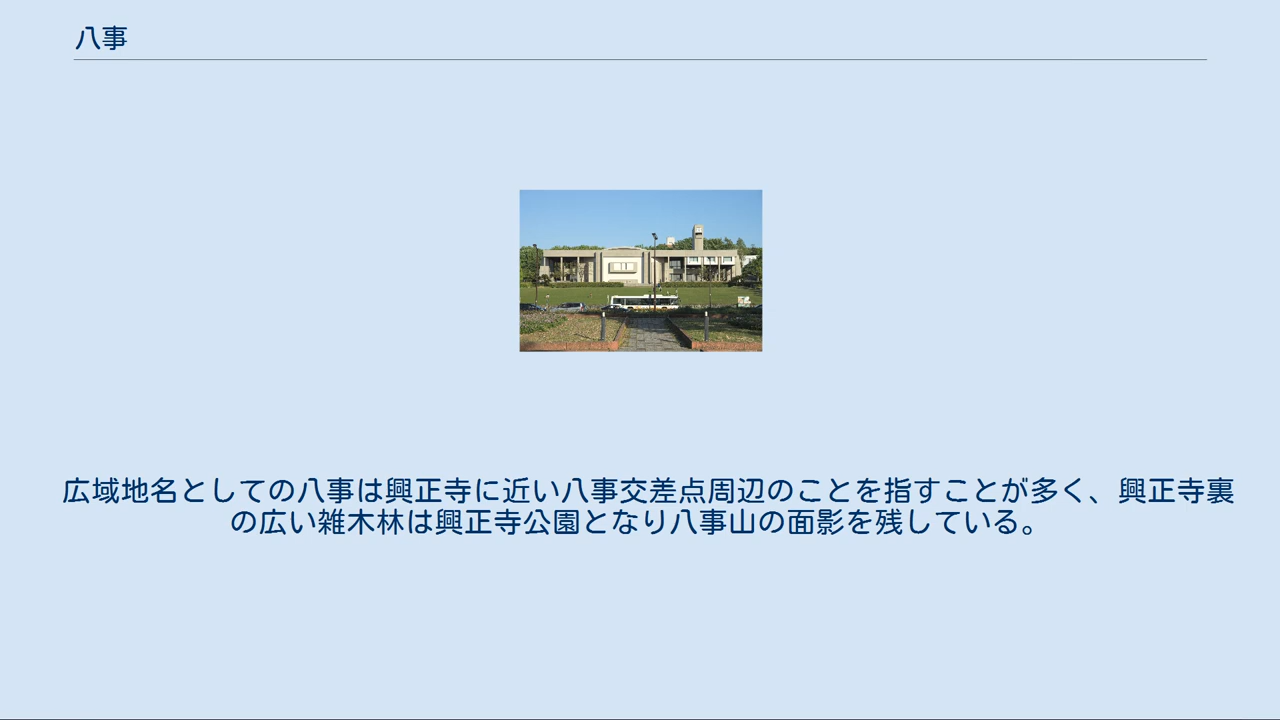 八事
広域地名としての八事は興正寺に近い八事交差点周辺のことを指すことが多く、興正寺裏
の広い雑木林は興正寺公園となり八事山の面影を残している。